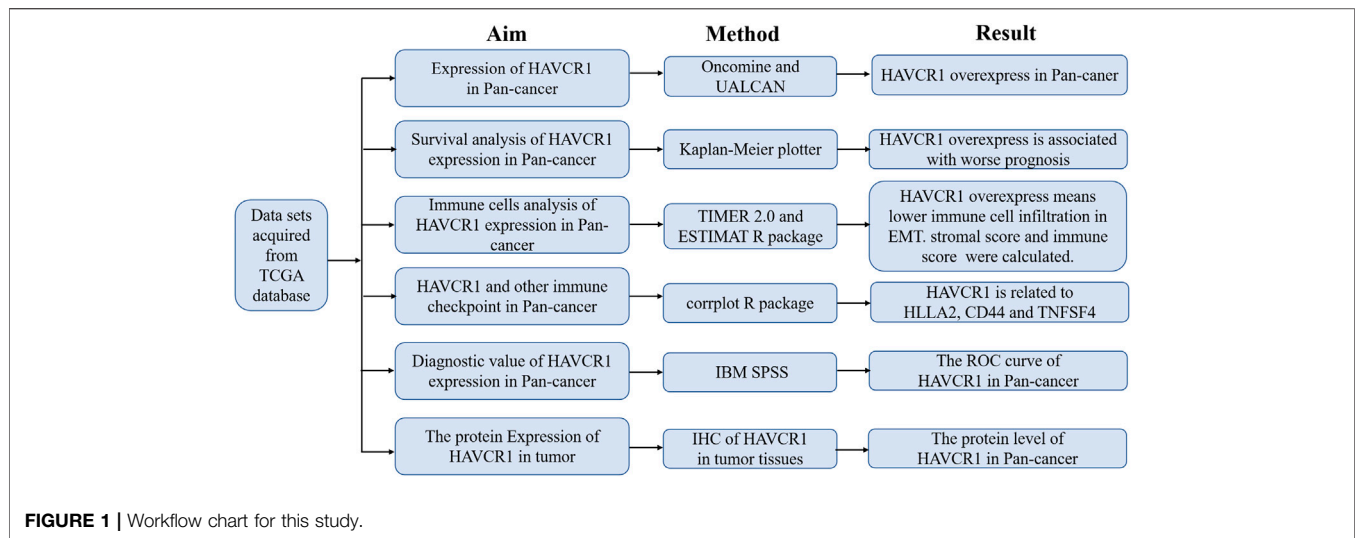 Aim
Method
Result
Data sets
acquired
from
TCGA
database
Expression of HAVCR1
in Pan-cancer
Oncomine and
UALCAN
HAVCR1 overexpress in Pan-caner
Survival analysis of HAVCR1
expression in Pan-cancer
Kaplan-Meier plotter
HAVCR1 overexpress is associated
with worse prognosis
Immune cells analysis of
HAVCR1 expression in Pan-
cancer
TIMER 2.0 and
ESTIMAT R package
HAVCR1 overexpress means
lower immune cell infiltration in
EMT. stromal score and immune
score were calculated.
HAVCR1 and other immune
checkpoint in Pan-cancer
corrplot R package
HAVCR1 is related to
HLLA2, CD44 and TNFSF4
Diagnostic value of HAVCR1
expression in Pan-cancer
IBM SPSS
The ROC curve of
HAVCR1 in Pan-cancer
The protein Expression of
HAVCR1 in tumor
IHC of HAVCR1
in tumor tissues
The protein level of
HAVCR1 in Pan-cancer
FIGURE 1 | Workflow chart for this study.